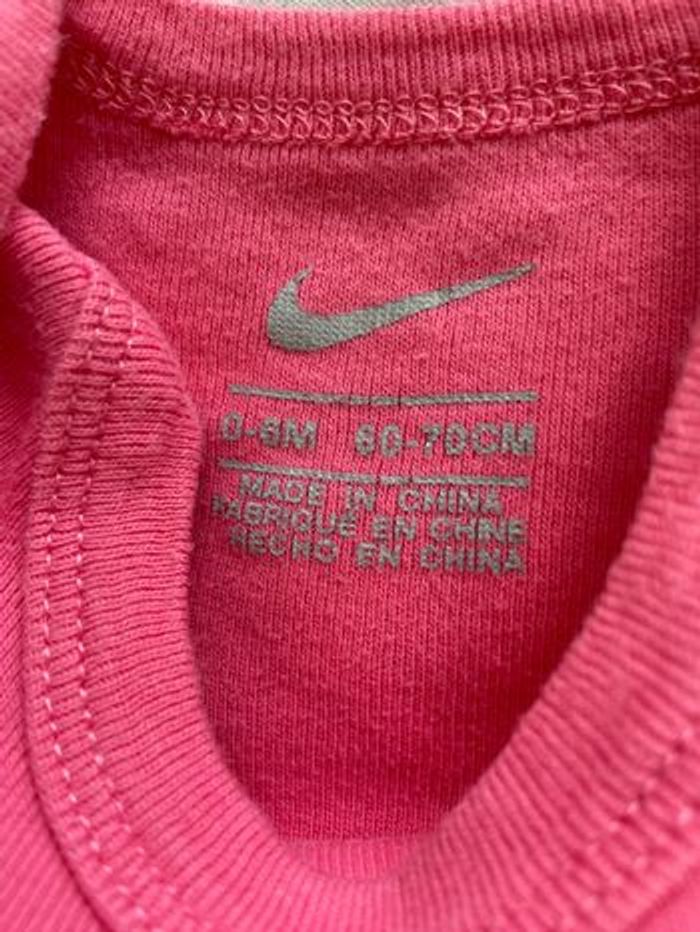 0-6M 60-70CM
MADE IN CHINA
FABRIQUÉ EN CHINE
HECHO EN CHINA